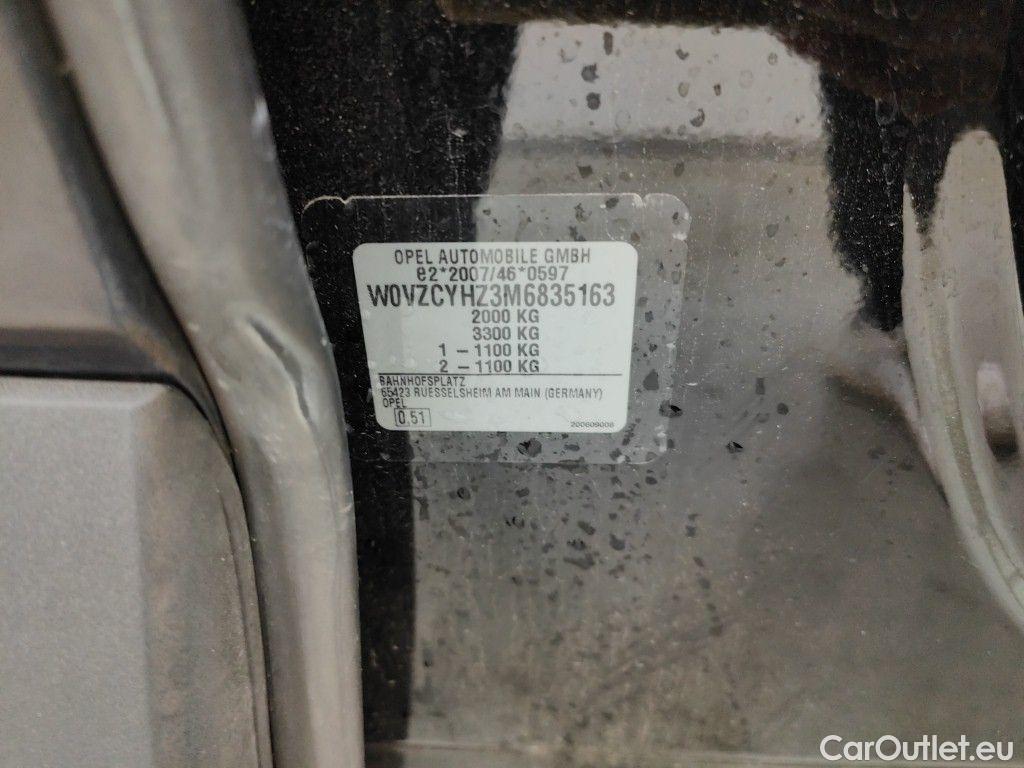 OPEL AUTOMOBILE GMBH
e2*2007/46*0597
W0VZCYHZ3M6835163
2000 KG
3300 KG
1 – 1100 KG
2 – 1100 KG
BAHNHOFSPLATZ
65423 RUESSELSHEIM AM MAIN (GERMANY)
OPEL
0,51
200609008
CarOutlet.eu